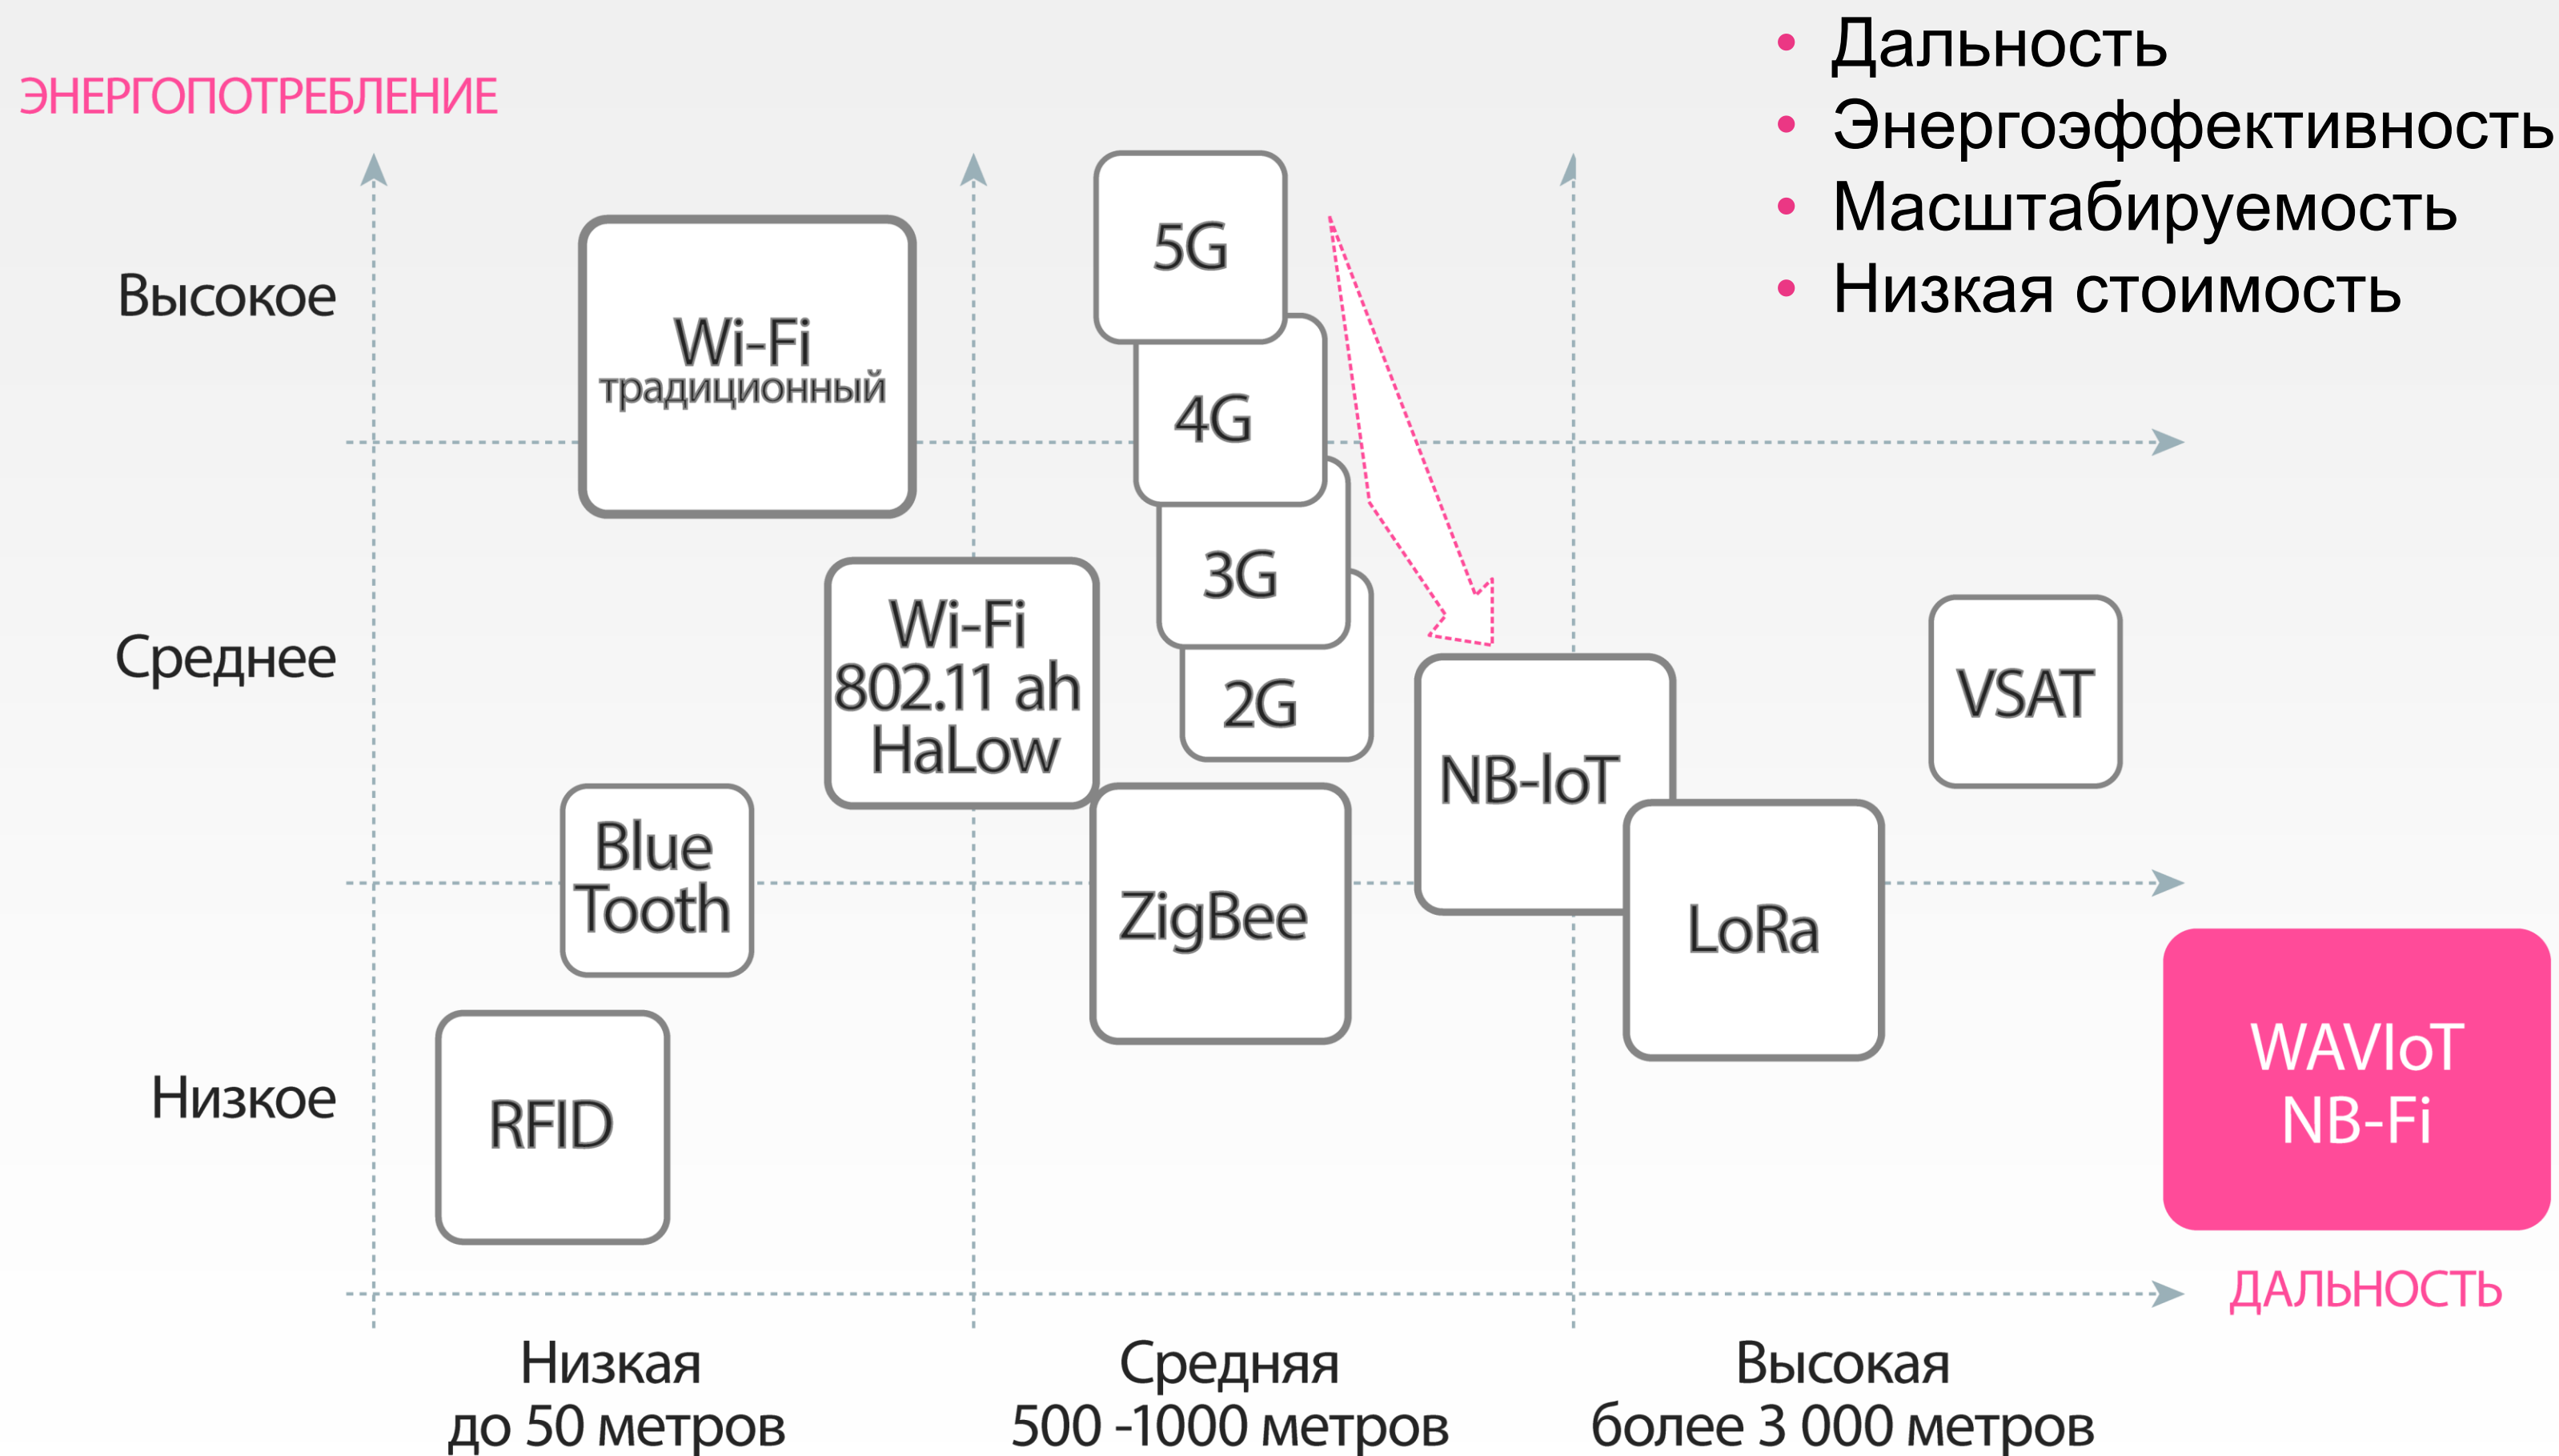 • Дальность
• Энергоэффективность
• Масштабируемость
• Низкая стоимость
ЭНЕРГОПОТРЕБЛЕНИЕ
Высокое
Среднее
Низкое
Wi-Fi
традиционный
5G
4G
3G
2G
Wi-Fi
802.11 ah
HaLow
VSAT
NB-IoT
Blue
Tooth
ZigBee
LoRa
RFID
WAVIoT
NB-Fi
ДАЛЬНОСТЬ
Низкая
до 50 метров
Средняя
500 -1000 метров
Высокая
более 3 000 метров